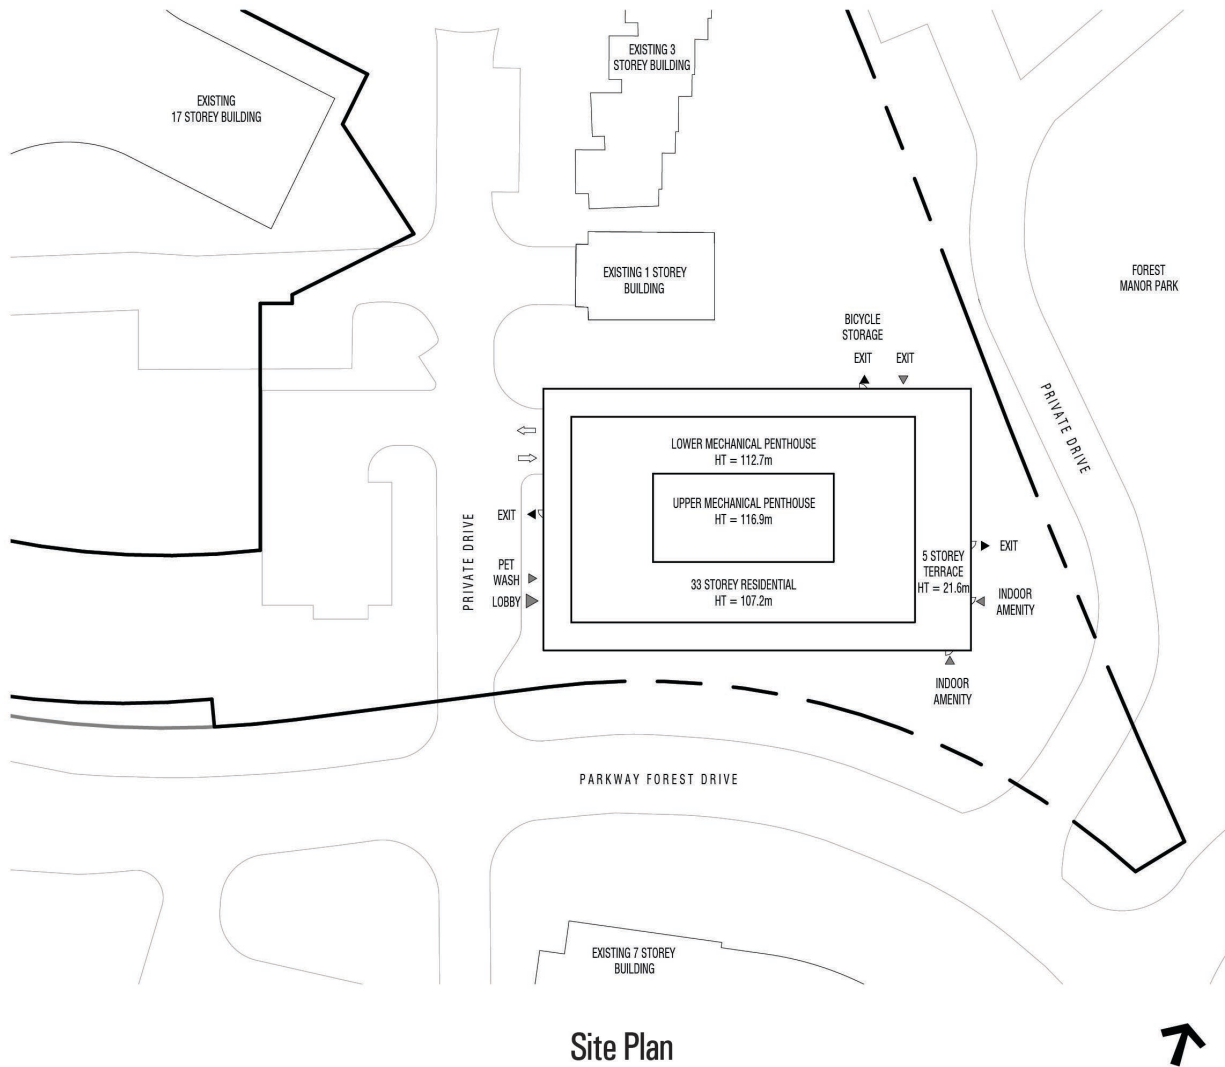 EXISTING 3
STOREY BUILDING
EXISTING
17 STOREY BUILDING
EXISTING 1 STOREY
BUILDING
FOREST
MANOR PARK
BICYCLE
STORAGE
EXIT
EXIT
PRIVATE DRIVE
LOWER MECHANICAL PENTHOUSE
HT = 112.7m
UPPER MECHANICAL PENTHOUSE
HT = 116.9m
EXIT
PRIVATE DRIVE
PET
WASH
LOBBY
33 STOREY RESIDENTIAL
HT = 107.2m
5 STOREY
TERRACE
HT = 21.6m
EXIT
INDOOR
AMENITY
INDOOR
AMENITY
PARKWAY FOREST DRIVE
EXISTING 7 STOREY
BUILDING
Site Plan